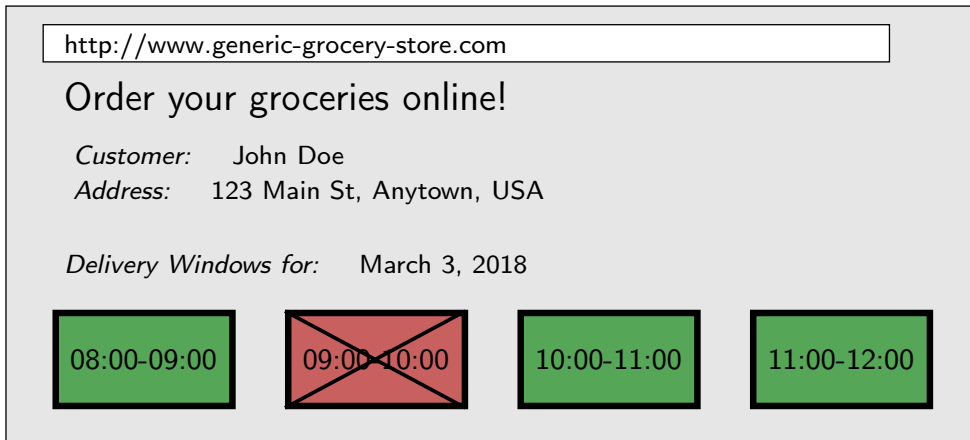 http://www.generic-grocery-store.com
Order your groceries online!
Customer: John Doe
Address: 123 Main St, Anytown, USA
Delivery Windows for: March 3, 2018
08:00-09:00 09:00-10:00 10:00-11:00 11:00-12:00